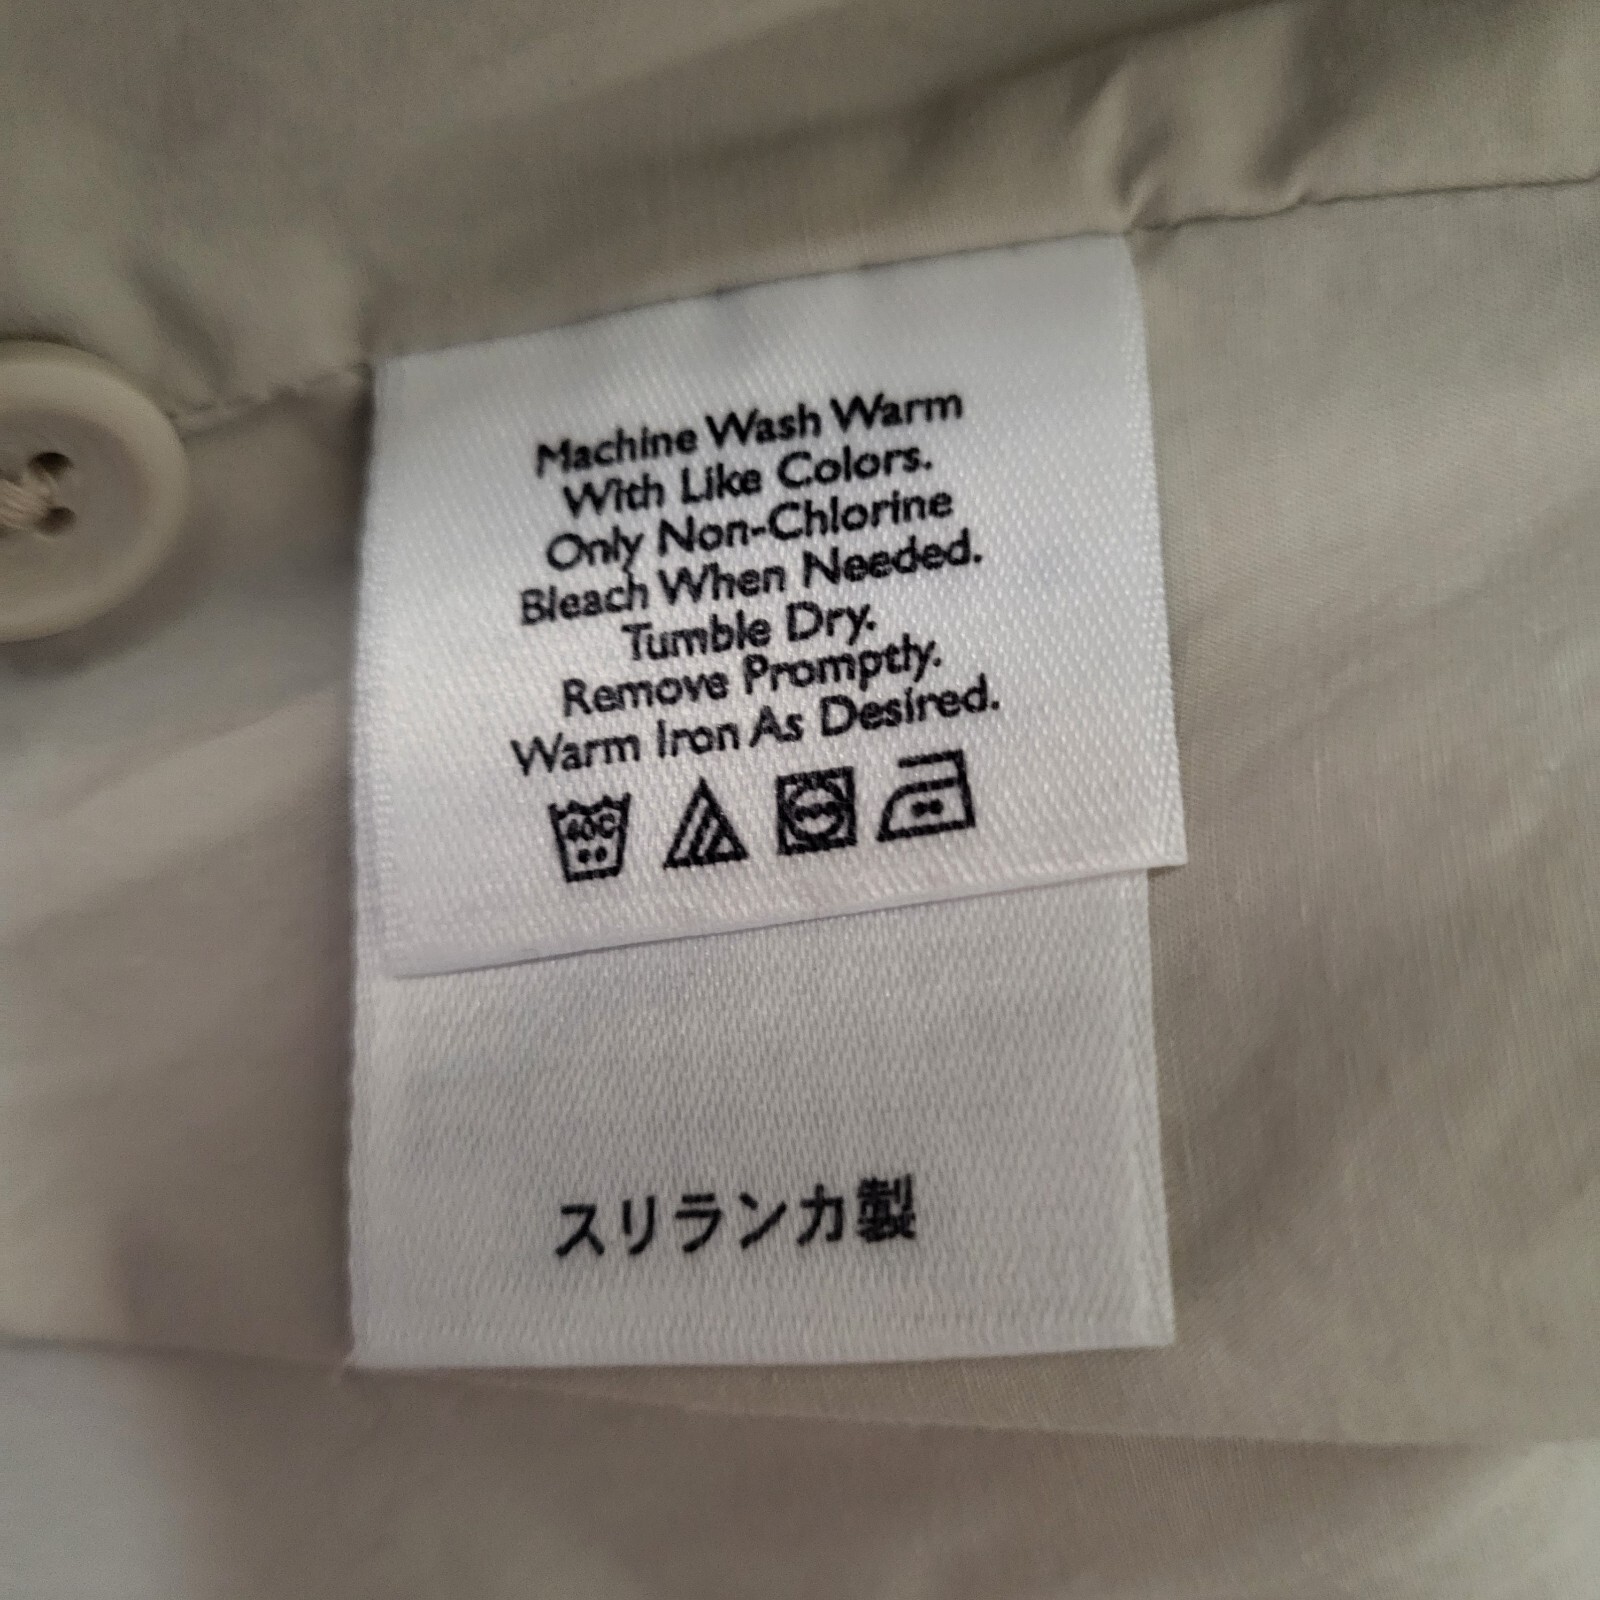 Machine Wash Warm
With Like Colors.
Only Non-Chlorine
Bleach When Needed.
Tumble Dry.
Remove Promptly.
Warm Iron As Desired.
40C
スリランカ製